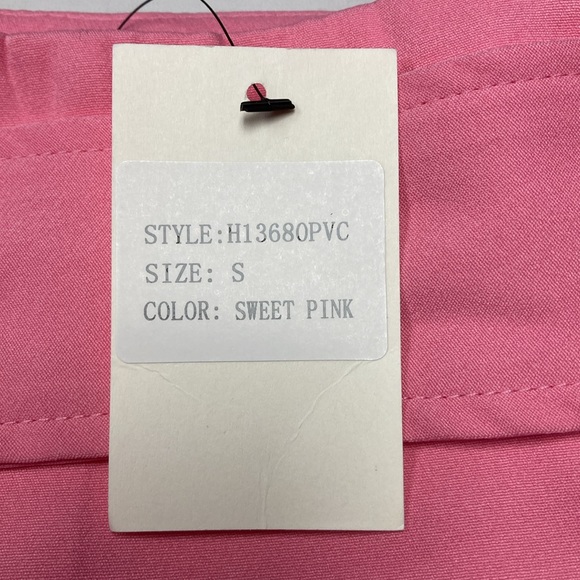 STYLE:H13680PVC
SIZE: S
COLOR: SWEET PINK